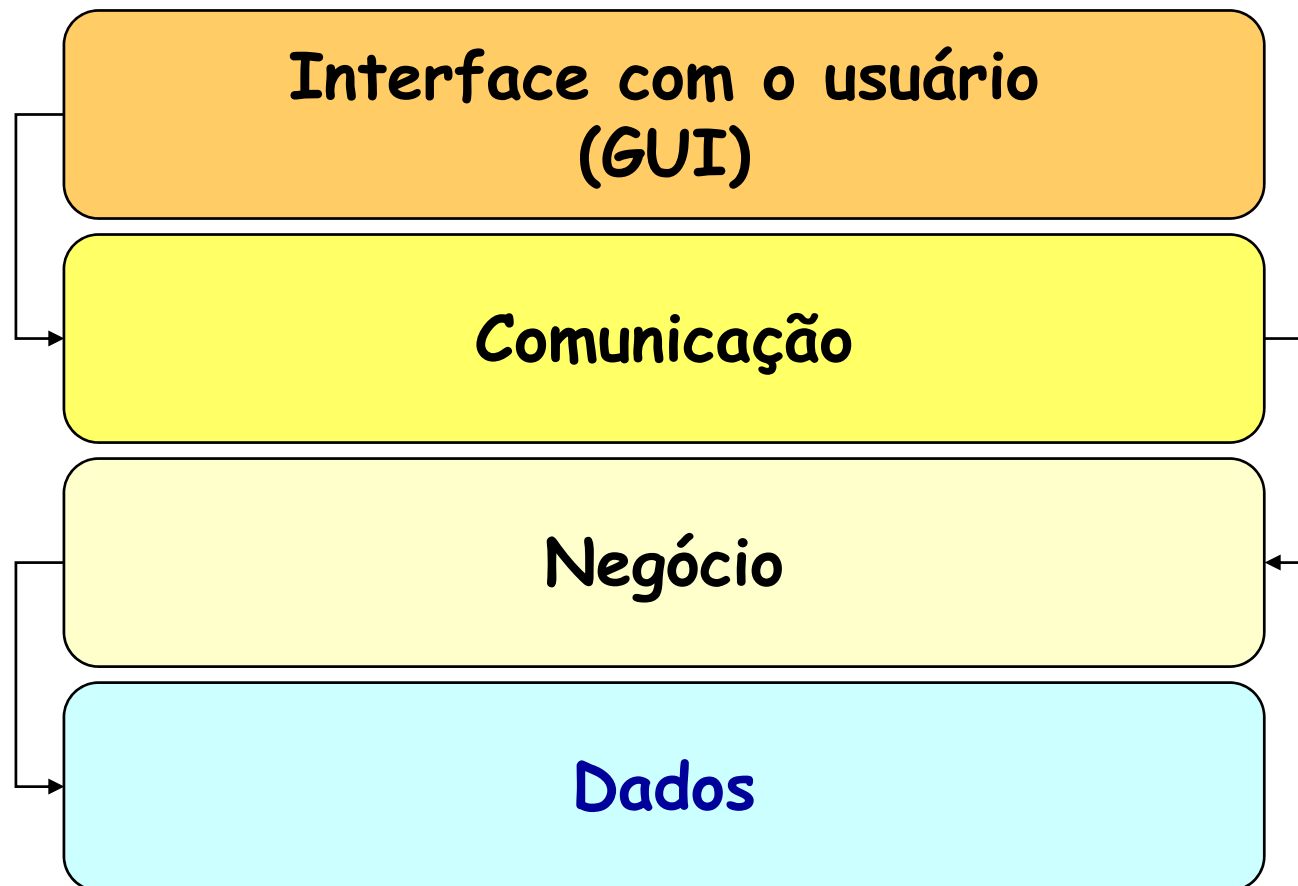 Interface com o usuário
(GUI)
Comunicação
Negócio
Dados